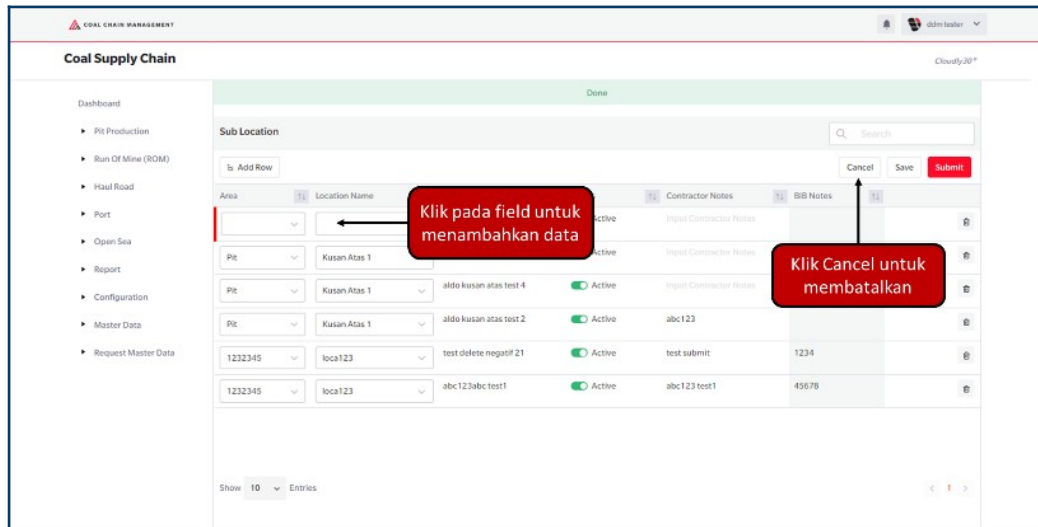 COAL CHAIN MANAGEMENT
ddm tester
Coal Supply Chain
Cloudly30°
Dashboard
Done
Pit Production
Sub Location
Search
Run Of Mine (ROM)
Add Row
Cancel Save Submit
Haul Road
Area Location Name Contractor Notes BIB Notes
Port
Klik pada field untuk
menambahkan data
Active Input Contractor Notes
Open Sea
Pit Kusan Atas 1 Active Input Contractor Notes
Klik Cancel untuk
membatalkan
Report
Pit Kusan Atas 1 aldo kusan atas test 4 Active Input Contractor Notes
Configuration
Master Data
Pit Kusan Atas 1 aldo kusan atas test 2 Active abc123
Request Master Data
1232345 loca123 test delete negatif 21 Active test submit 1234
1232345 loca123 abc123abc test1 Active abc123 test1 45678
Show 10 Entries
1